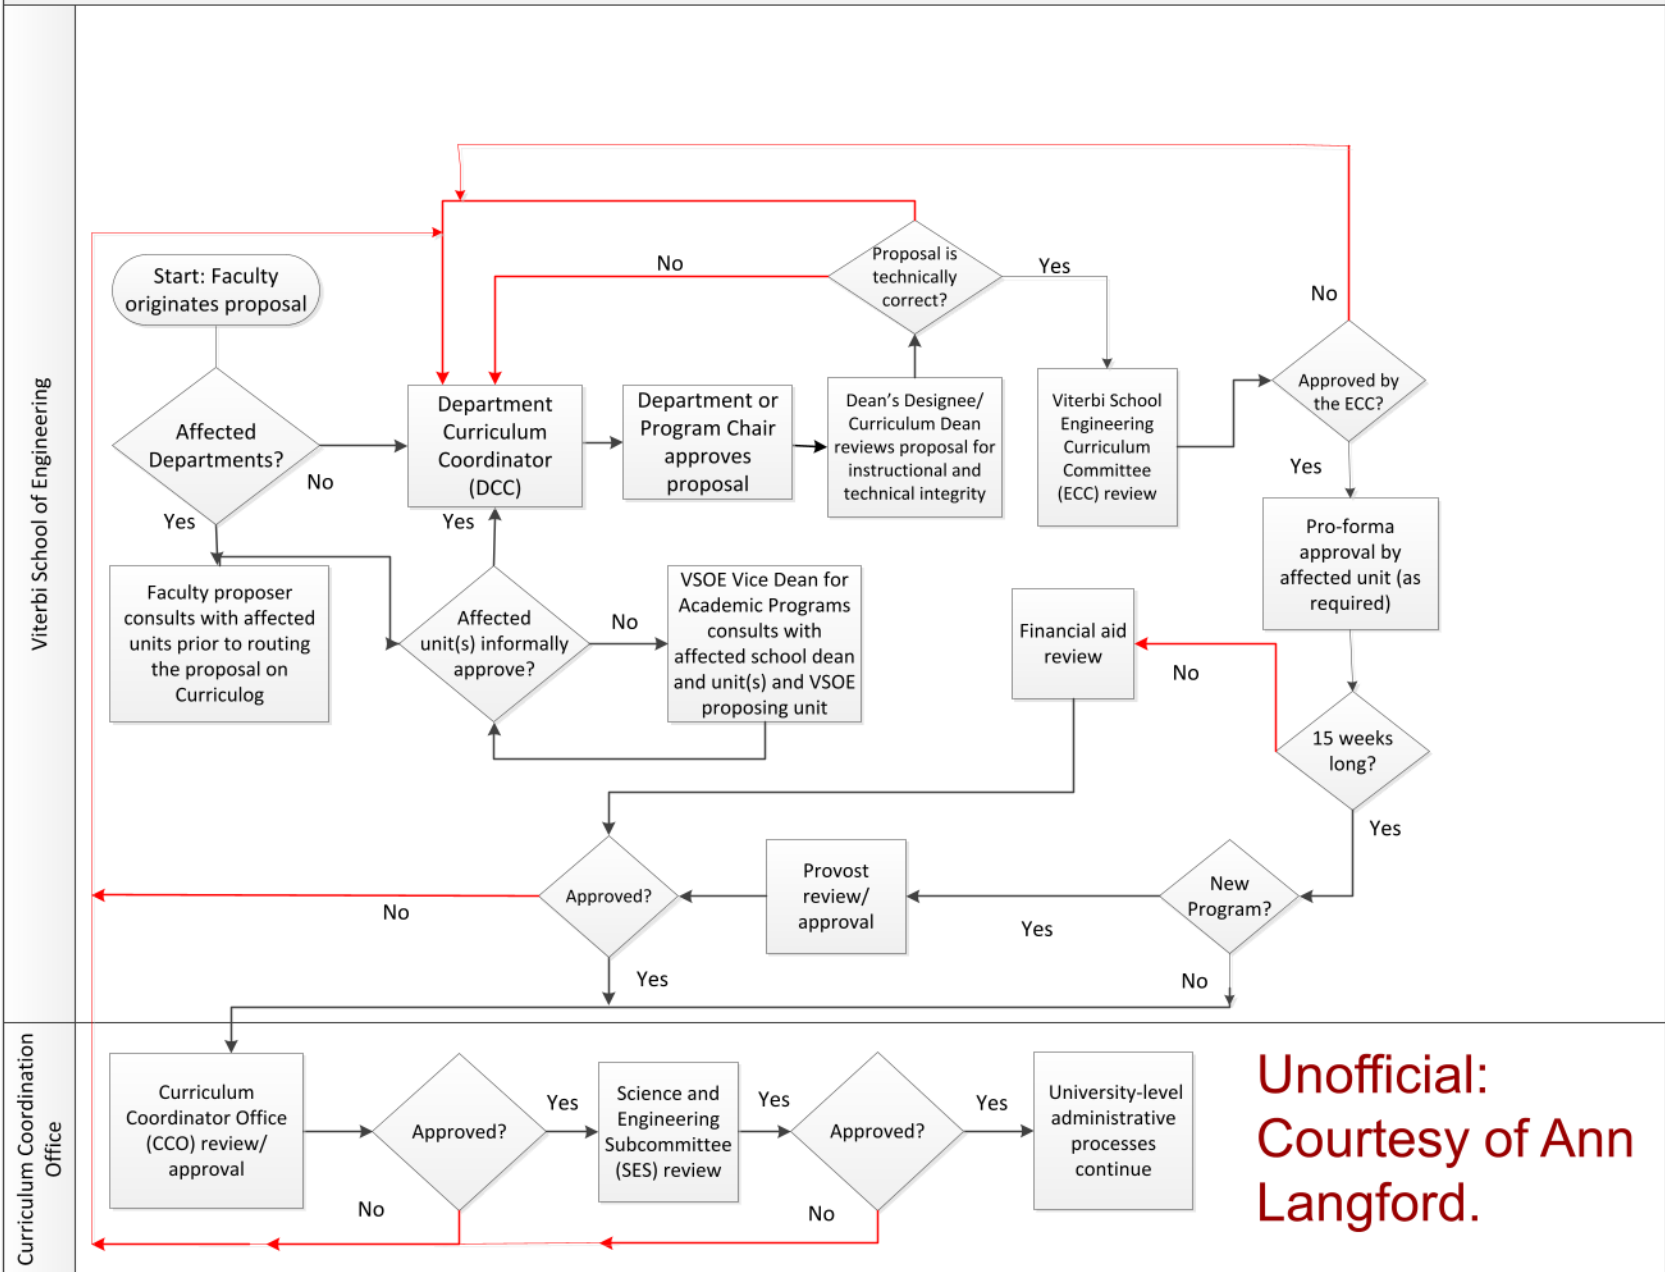 Viterbi School of Engineering
Start: Faculty
originates proposal
Affected
Departments?
No
Yes
Faculty proposer
consults with affected
units prior to routing
the proposal on
Curriculog
Department
Curriculum
Coordinator
(DCC)
Yes
Affected
unit(s) informally
approve?
No
VSOE Vice Dean for
Academic Programs
consults with
affected school dean
and unit(s) and VSOE
proposing unit
Department or
Program Chair
approves
proposal
Dean's Designee/
Curriculum Dean
reviews proposal for
instructional and
technical integrity
Proposal is
technically
correct?
No
Yes
Viterbi School
Engineering
Curriculum
Committee
(ECC) review
Approved by
the ECC?
No
Yes
Pro-forma
approval by
affected unit (as
required)
15 weeks
long?
No
Financial aid
review
Yes
New
Program?
Yes
No
Provost
review/
approval
Approved?
No
Yes
Curriculum Coordination
Office
Curriculum
Coordinator Office
(CCO) review/
approval
Approved?
Yes
No
Science and
Engineering
Subcommittee
(SES) review
Yes
Approved?
No
Yes
University-level
administrative
processes
continue
Unofficial:
Courtesy of Ann
Langford.